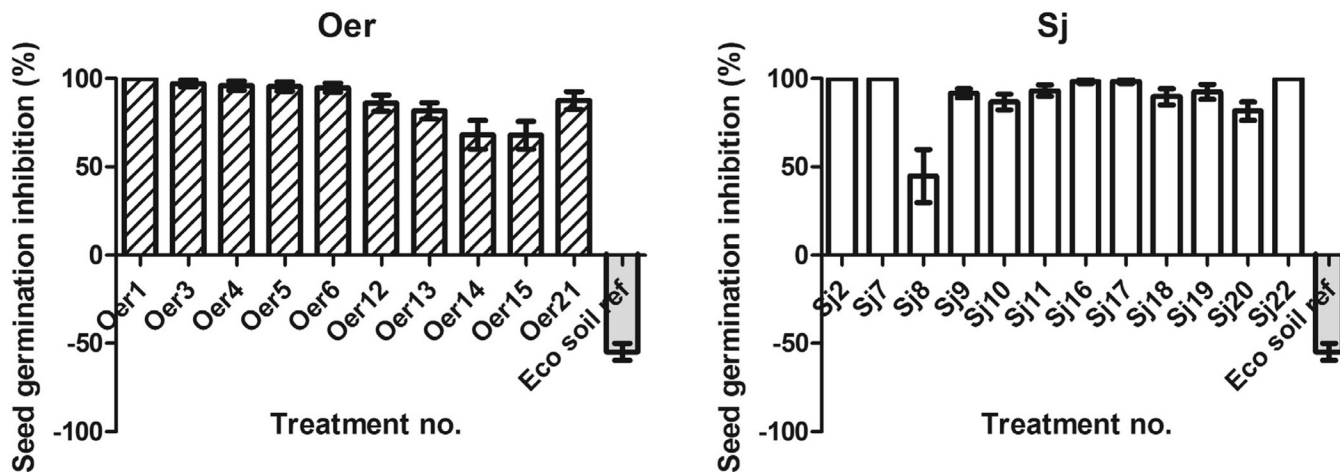 Oer
Seed germination inhibition (%)
100
50
0
-50
-100
Oer1
Oer3
Oer4
Oer5
Oer6
Oer12
Oer13
Oer14
Oer15
Oer21
Eco soil ref
Treatment no.
Sj
Seed germination inhibition (%)
100
50
0
-50
-100
Sj2
Sj7
Sj8
Sj9
Sj10
Sj11
Sj16
Sj17
Sj18
Sj19
Sj20
Sj22
Eco soil ref
Treatment no.